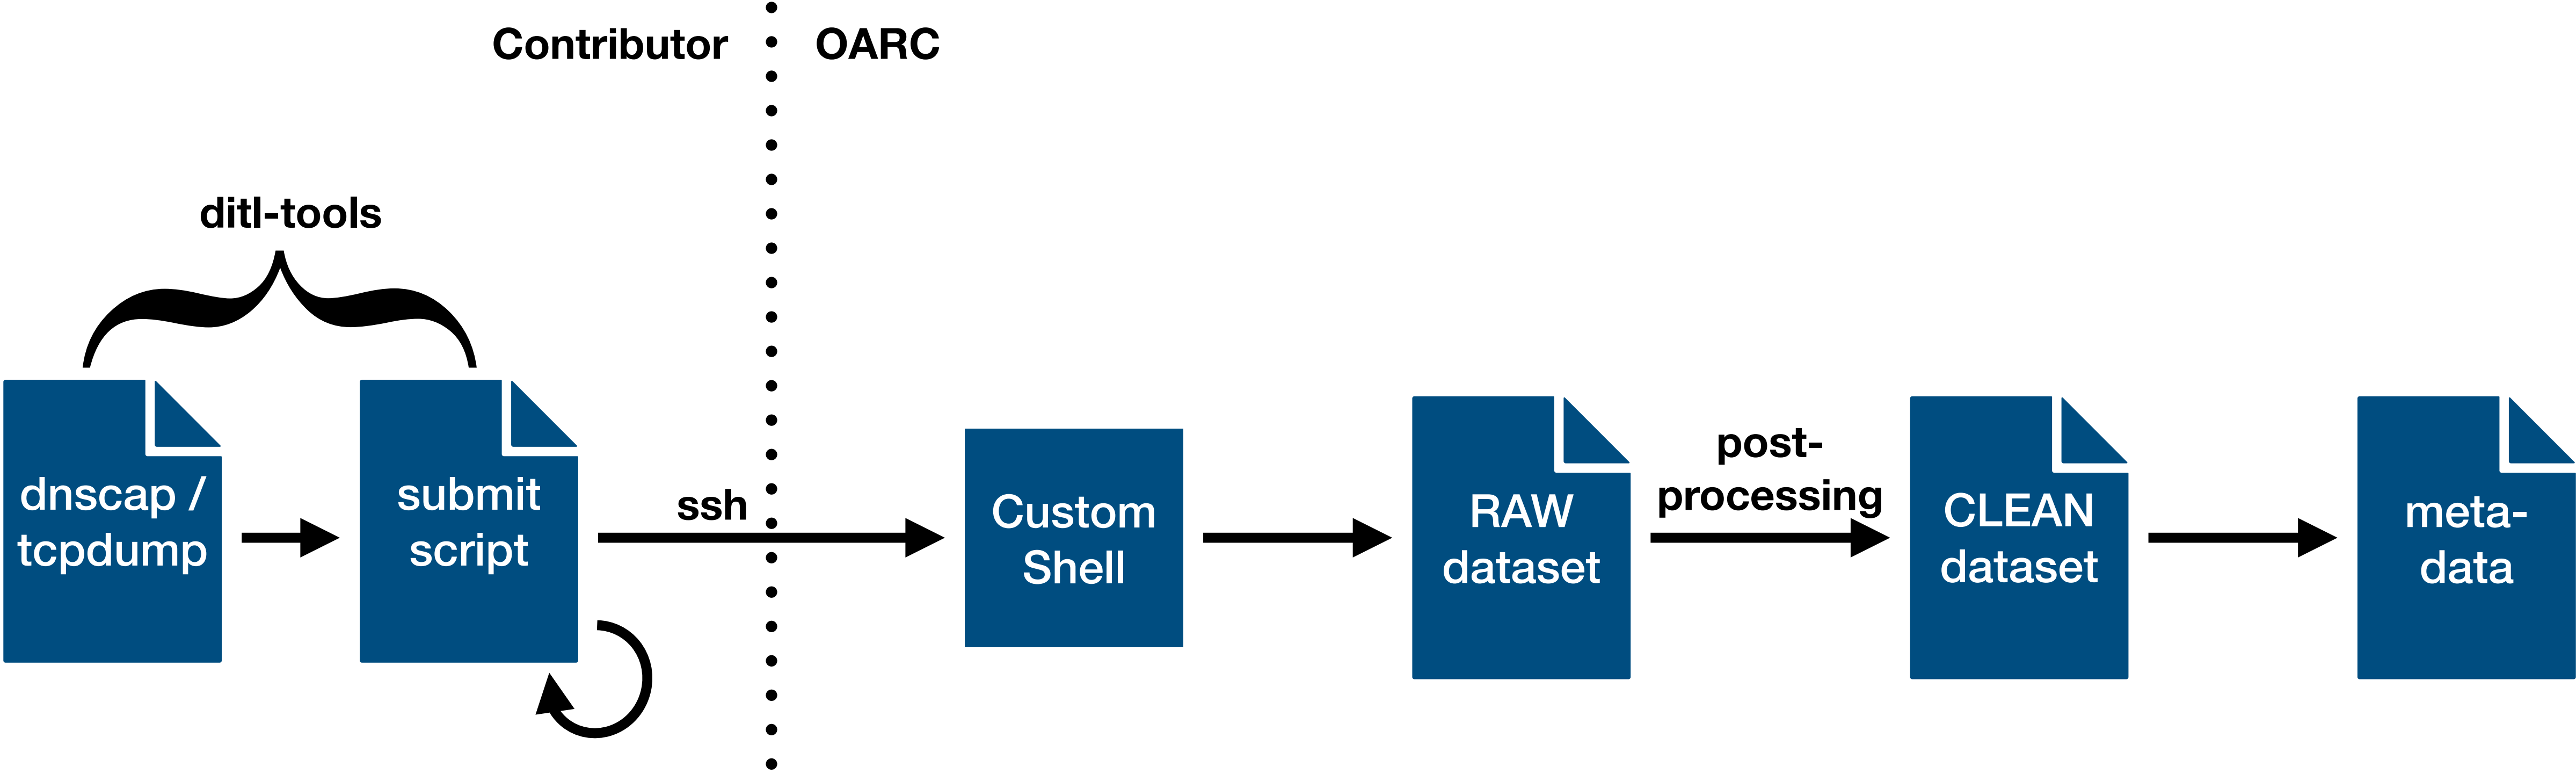 Contributor
OARC
ditl-tools
dnscap /
tcpdump
submit
script
ssh
Custom
Shell
RAW
dataset
post-
processing
CLEAN
dataset
meta-
data